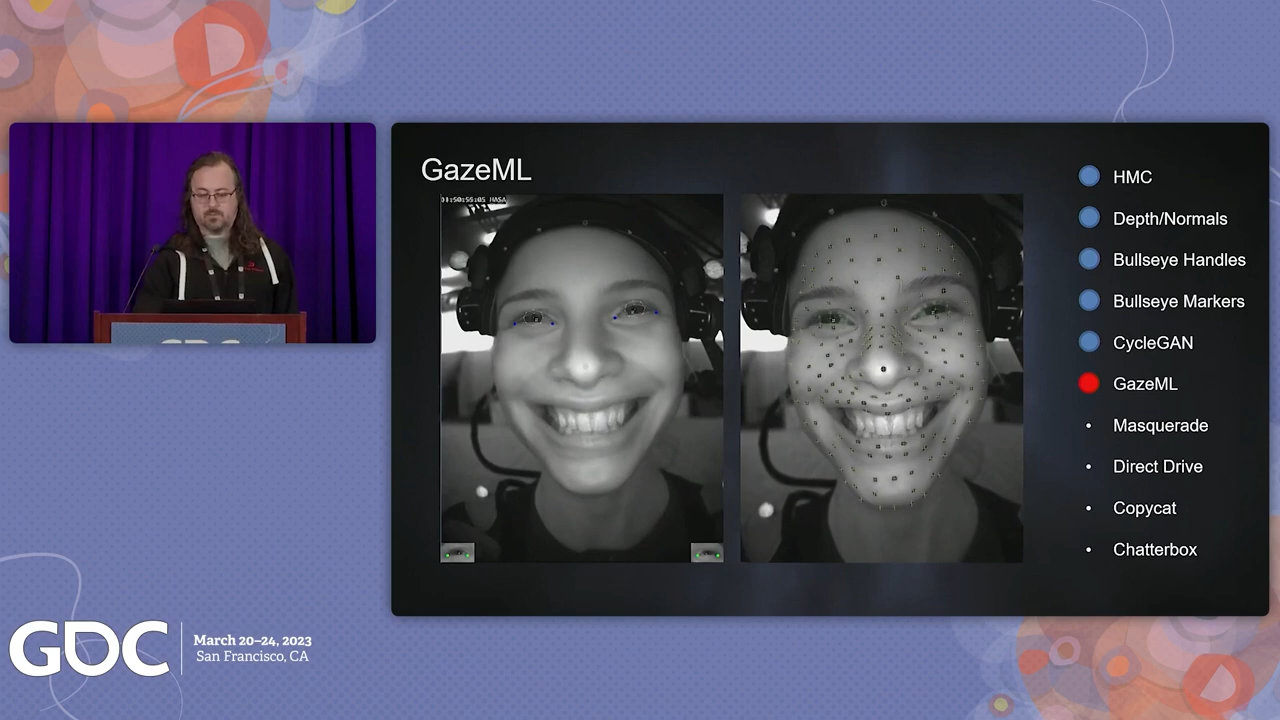 GazeML
HMC
Depth/Normals
Bullseye Handles
Bullseye Markers
CycleGAN
GazeML
Masquerade
Direct Drive
Copycat
Chatterbox
GDC
GDC
March 20–24, 2023
San Francisco, CA